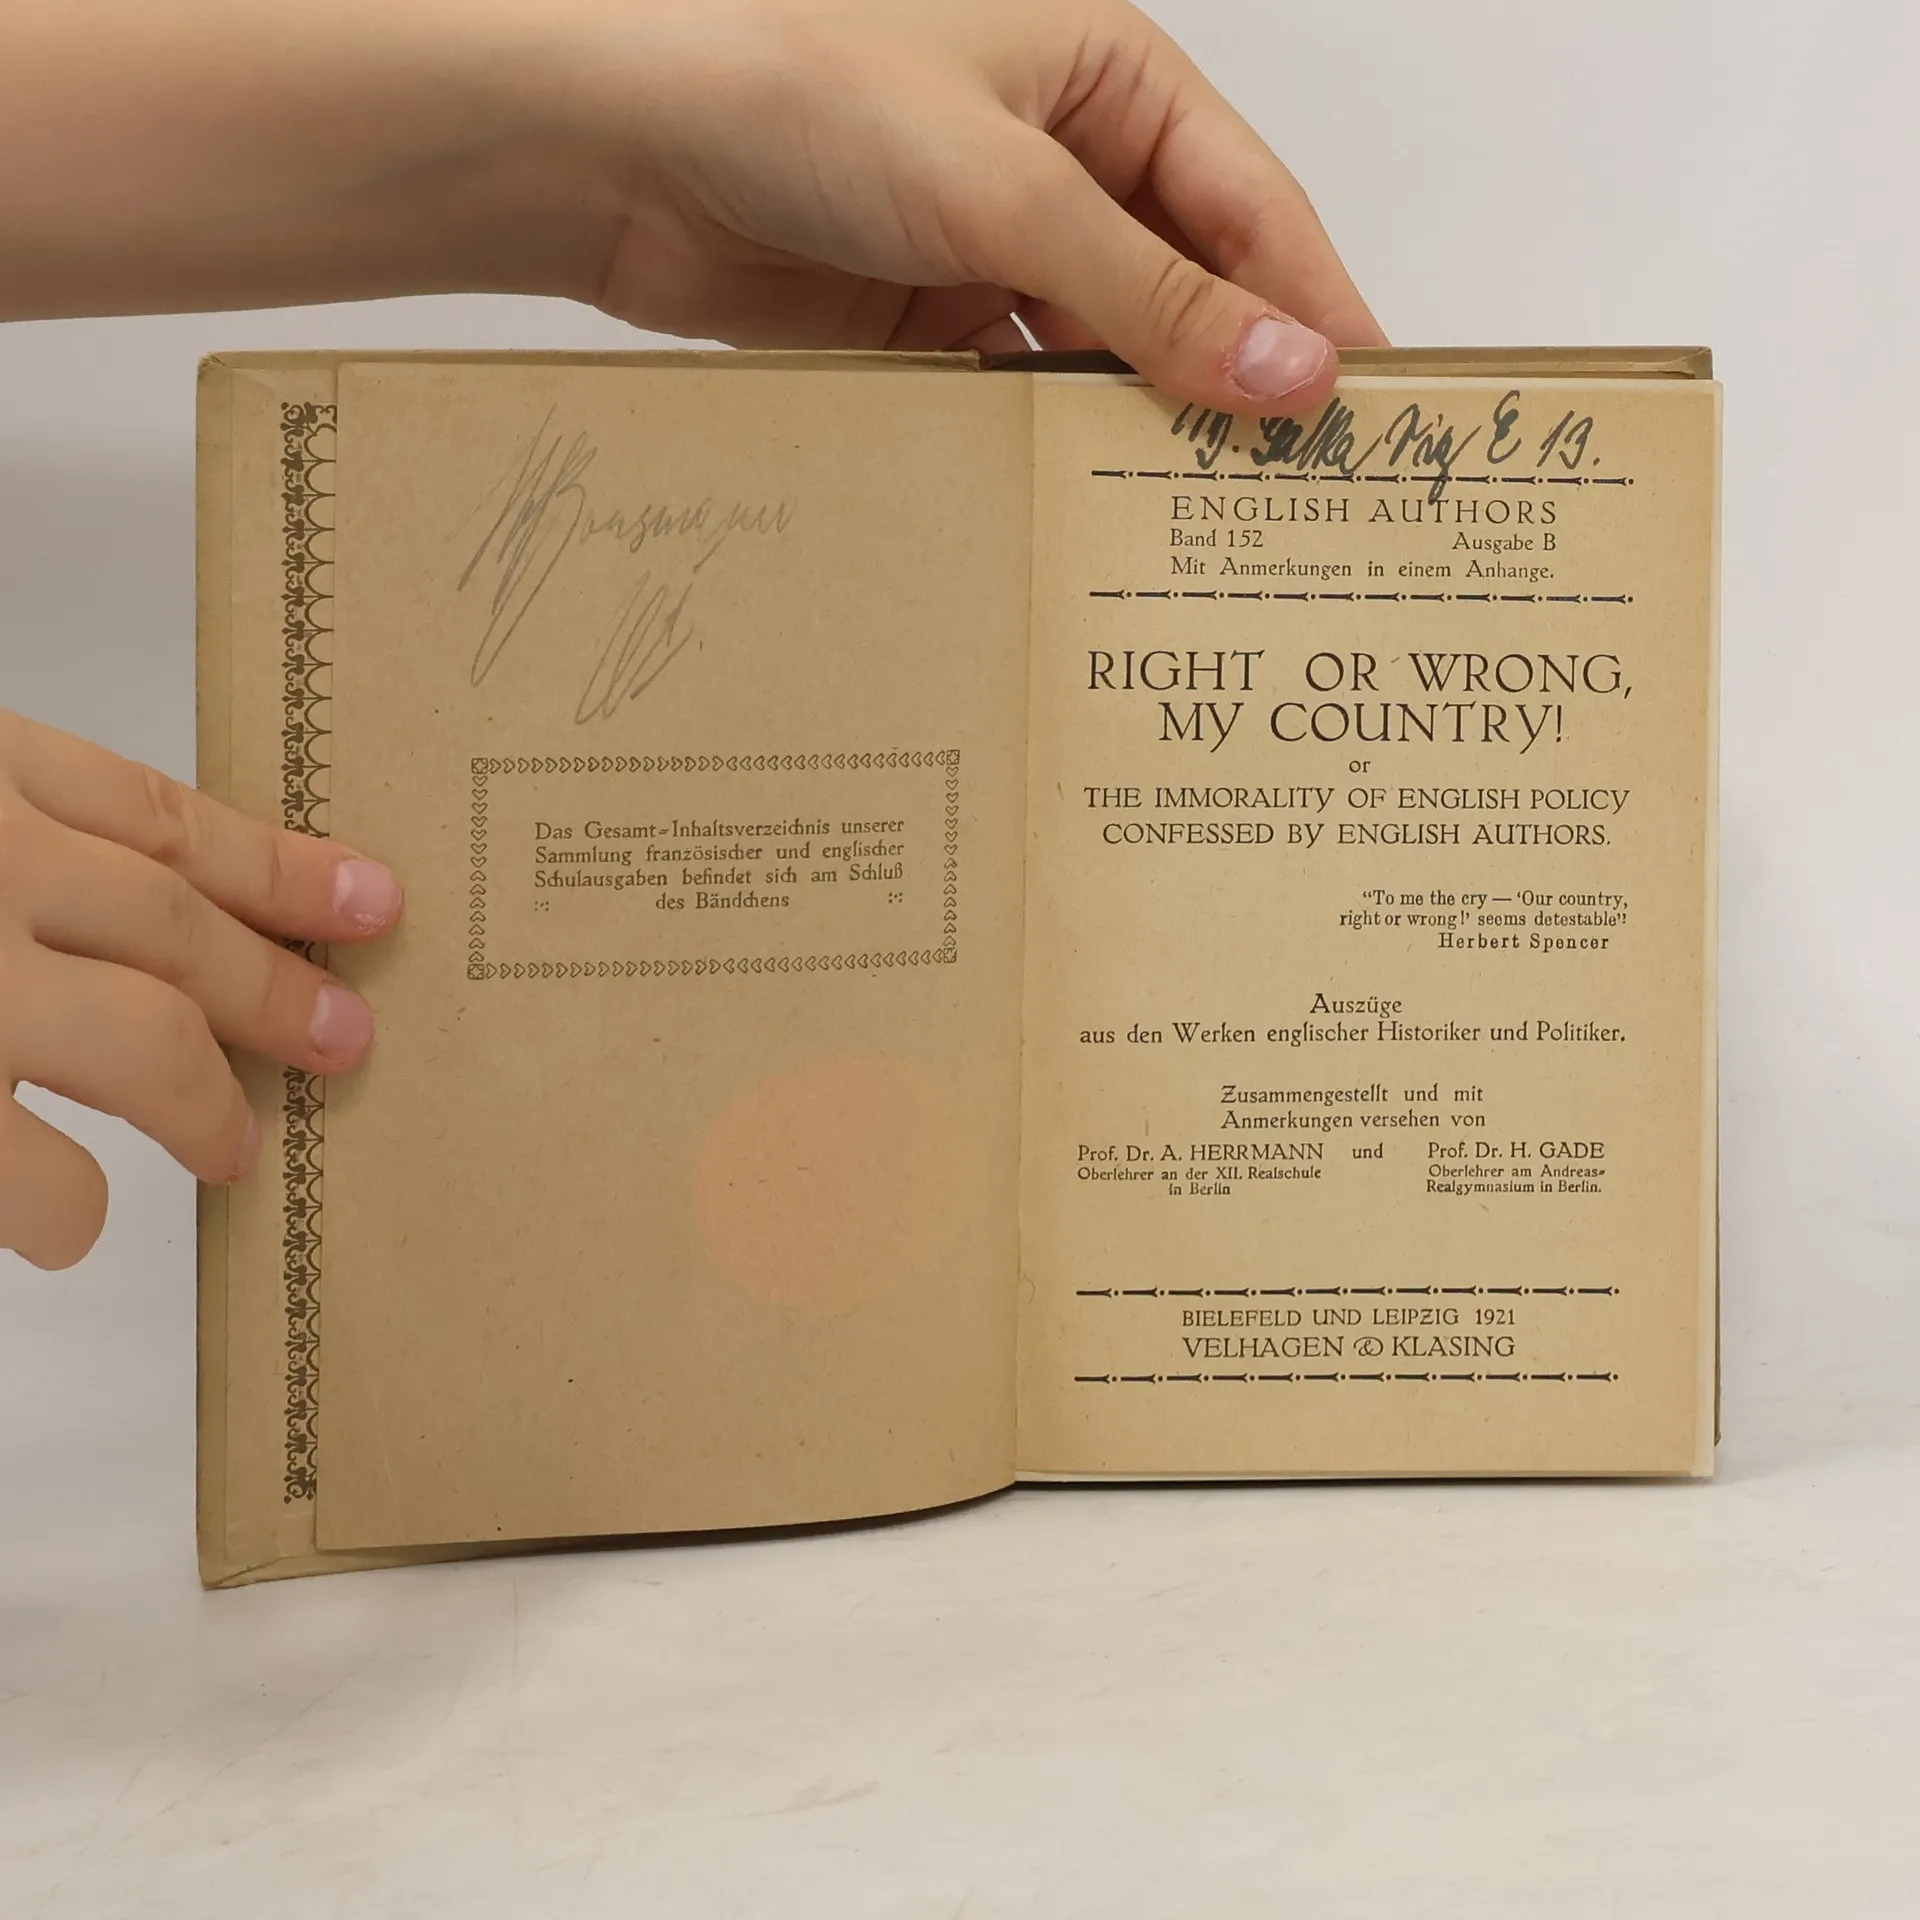 Das Gesamt=Inhaltsverzeichnis unserer
Sammlung französischer und englischer
Schulausgaben befindet sich am Schluß
des Bändchens
E 13.
ENGLISH AUTHORS
Band 152 Ausgabe B
Mit Anmerkungen in einem Anhange.
RIGHT OR WRONG,
MY COUNTRY!
or
THE IMMORALITY OF ENGLISH POLICY
CONFESSED BY ENGLISH AUTHORS.
“To me the cry — ‘Our country,
right or wrong!’ seems detestable”!
Herbert Spencer
Auszüge
aus den Werken englischer Historiker und Politiker.
Zusammengestellt und mit
Anmerkungen versehen von
Prof. Dr. A. HERRMANN und Prof. Dr. H. GADE
Oberlehrer an der XII. Realschule Oberlehrer am Andreas=
in Berlin Realgymnasium in Berlin.
BIELEFELD UND LEIPZIG 1921
VELHAGEN & KLASING